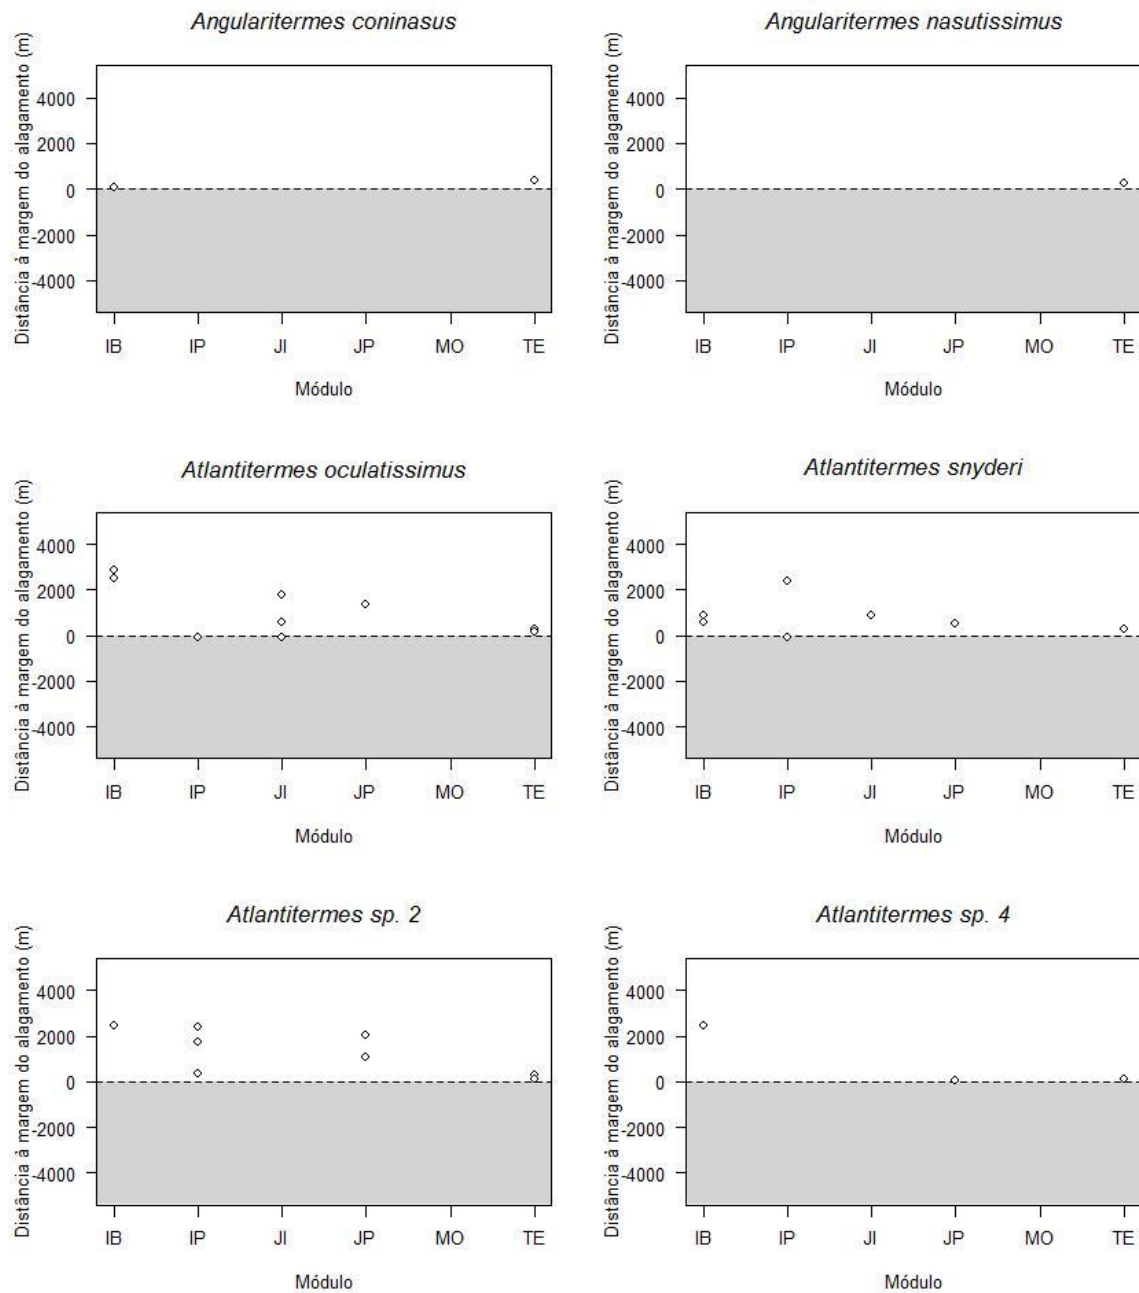 Angularitermes coninasus
Distância à margem do alagamento (m)
4000
2000
0
-2000
-4000
IB IP JI JP MO TE
Módulo
Angularitermes nasutissimus
Distância à margem do alagamento (m)
4000
2000
0
-2000
-4000
IB IP JI JP MO TE
Módulo
Atlantitermes oculatissimus
Distância à margem do alagamento (m)
4000
2000
0
-2000
-4000
IB IP JI JP MO TE
Módulo
Atlantitermes snyderi
Distância à margem do alagamento (m)
4000
2000
0
-2000
-4000
IB IP JI JP MO TE
Módulo
Atlantitermes sp. 2
Distância à margem do alagamento (m)
4000
2000
0
-2000
-4000
IB IP JI JP MO TE
Módulo
Atlantitermes sp. 4
Distância à margem do alagamento (m)
4000
2000
0
-2000
-4000
IB IP JI JP MO TE
Módulo